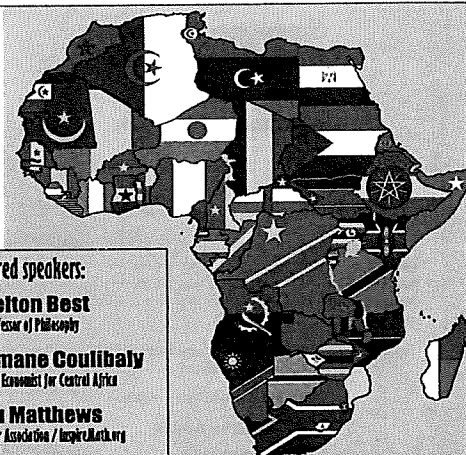 red speakers:
elton Best
essor of Philosophy
mane Coulibaly
Economist for Central Africa
Matthews
Association / InspireMath.org